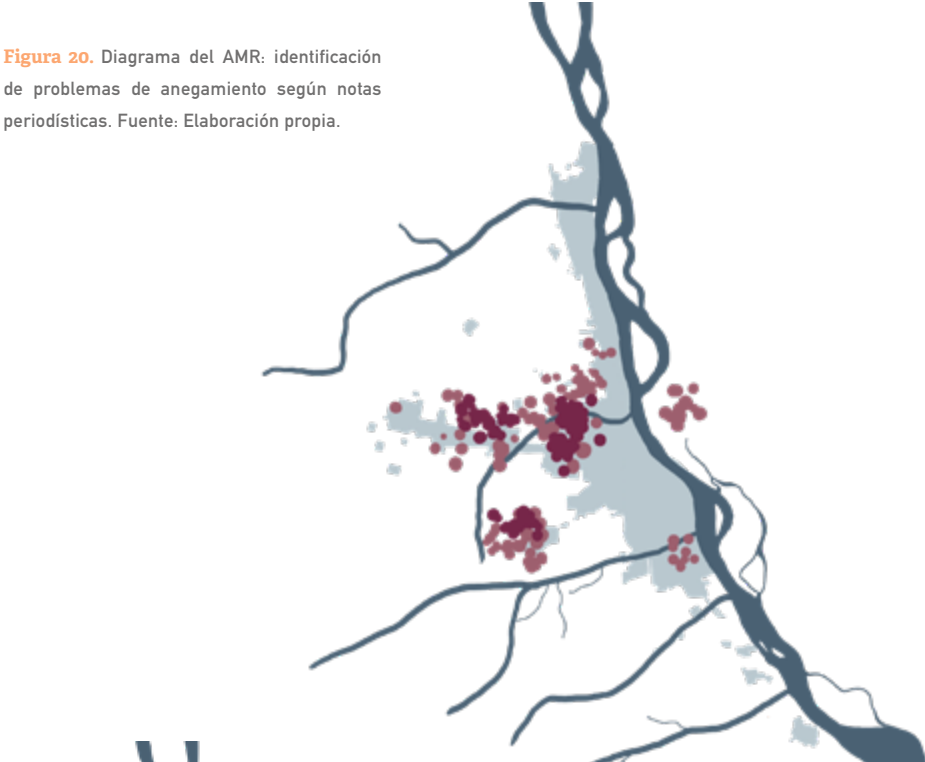 Figura 20. Diagrama del AMR: identificación
de problemas de anegamiento según notas
periodísticas. Fuente: Elaboración propia.